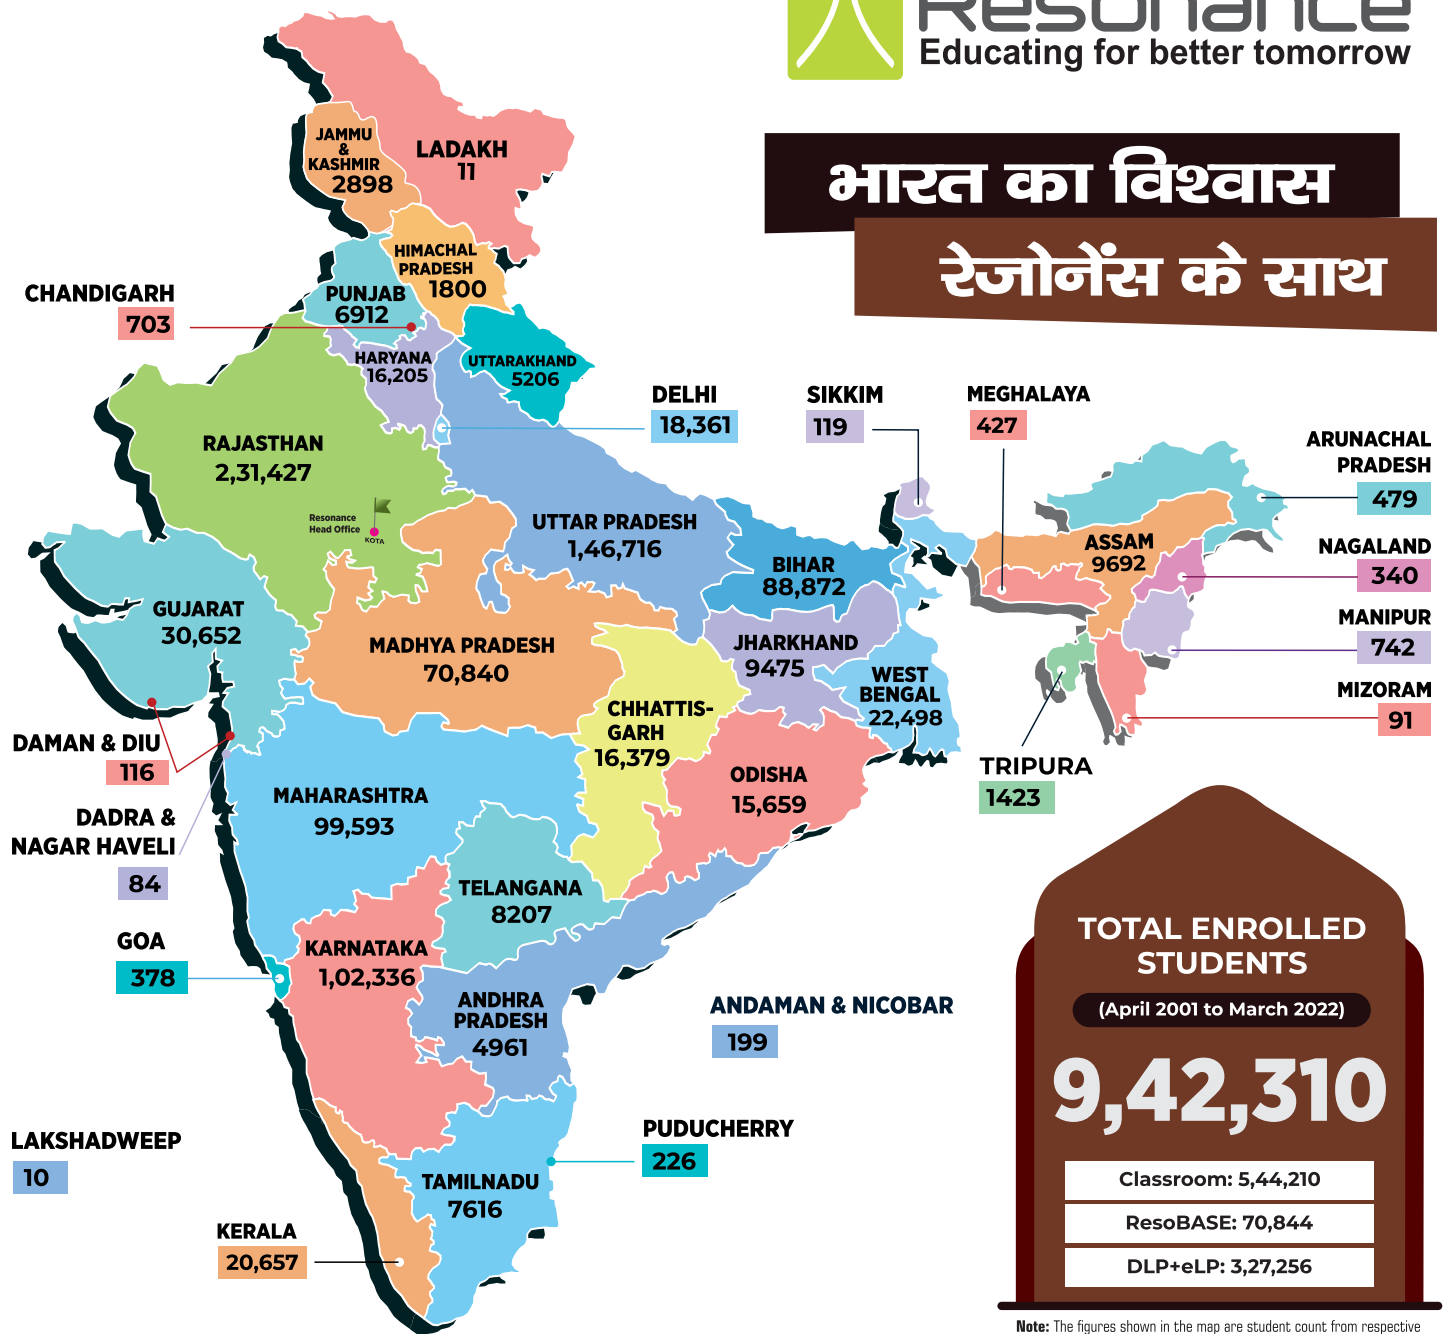 Resonance
Educating for better tomorrow
भारत का विश्वास
रेजोनेंस के साथ
JAMMU
&
KASHMIR
2898
LADAKH
11
HIMACHAL
PRADESH
1800
CHANDIGARH
703
PUNJAB
6912
HARYANA
16,205
UTTARAKHAND
5206
DELHI
18,361
SIKKIM
119
MEGHALAYA
427
ARUNACHAL
PRADESH
479
RAJASTHAN
2,31,427
Resonance
Head Office
KOTA
UTTAR PRADESH
1,46,716
BIHAR
88,872
ASSAM
9692
NAGALAND
340
MANIPUR
742
MIZORAM
91
TRIPURA
1423
GUJARAT
30,652
MADHYA PRADESH
70,840
JHARKHAND
9475
WEST
BENGAL
22,498
CHHATTIS-
GARH
16,379
ODISHA
15,659
DAMAN & DIU
116
DADRA &
NAGAR HAVELI
84
MAHARASHTRA
99,593
TELANGANA
8207
GOA
378
KARNATAKA
1,02,336
ANDHRA
PRADESH
4961
ANDAMAN & NICOBAR
199
LAKSHADWEEP
10
PUDUCHERRY
226
TAMILNADU
7616
KERALA
20,657
TOTAL ENROLLED
STUDENTS
(April 2001 to March 2022)
9,42,310
Classroom: 5,44,210
ResoBASE: 70,844
DLP+eLP: 3,27,256
Note: The figures shown in the map are student count from respective